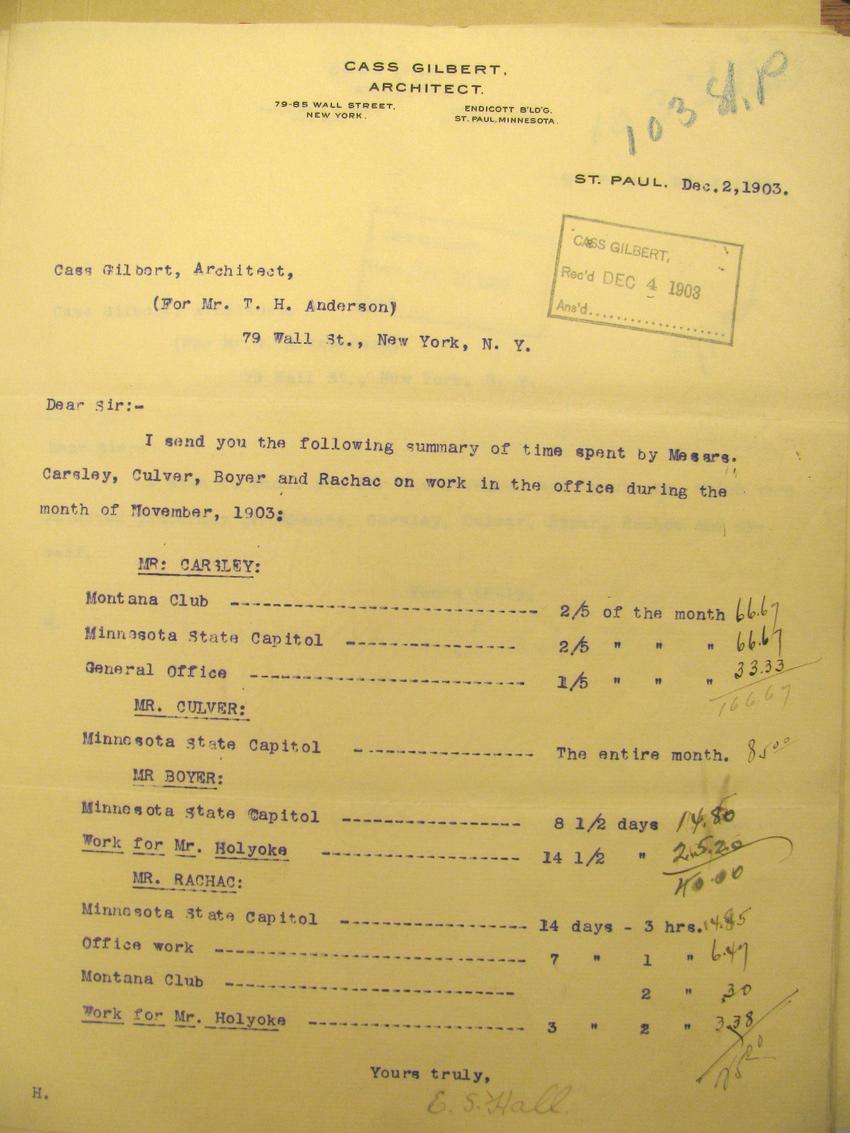 CASS GILBERT,
ARCHITECT.
79-85 WALL STREET, ENDICOTT B'LD'G.
NEW YORK. ST. PAUL, MINNESOTA.
103 St. P
ST. PAUL. Dec. 2, 1903.
CASS GILBERT,
Rec'd DEC 4 1903
Ans'd
Cass Gilbert, Architect,
(For Mr. T. H. Anderson)
79 Wall St., New York, N. Y.
Dear Sir:-
I send you the following summary of time spent by Messrs.
Carsley, Culver, Boyer and Rachac on work in the office during the
month of November, 1903:
MR: CARSLEY:
Montana Club ---------------------------- 2/5 of the month 66.67
Minnesota State Capitol ---------------- 2/5 " " " 66.67
General Office -------------------------- 1/5 " " " 33.33
166.67
MR. CULVER:
Minnesota State Capitol ---------------- The entire month. 85.00
MR BOYER:
Minnesota State Capitol ---------------- 8 1/2 days 14.80
Work for Mr. Holyoke ------------------ 14 1/2 " 25.20
40.00
MR. RACHAC:
Minnesota State Capitol ---------------- 14 days - 3 hrs. 14.85
Office work ---------------------------- 7 " 1 " 6.47
Montana Club -------------------------- 2 " .30
Work for Mr. Holyoke ------------------ 3 " 2 " 3.38
Yours truly,
E. S. Hall.
H.